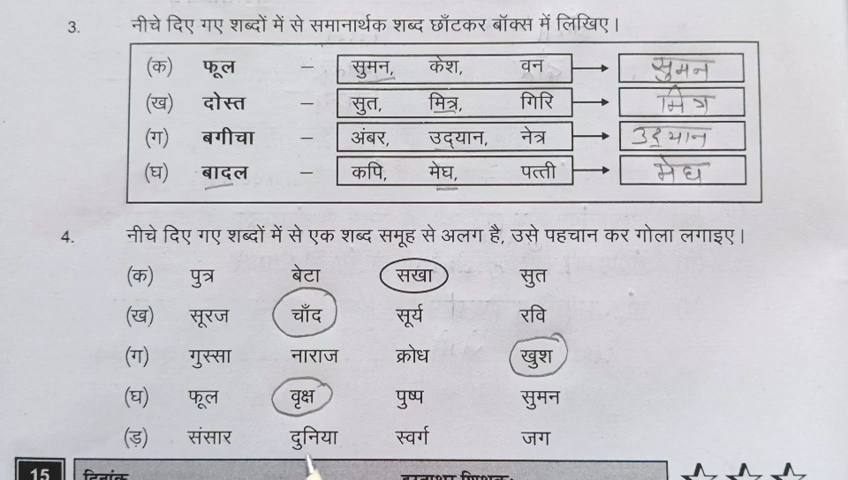 3. नीचे दिए गए शब्दों में से समानार्थक शब्द छाँटकर बॉक्स में लिखिए।
(क) फूल – सुमन, केश, वन सुमन
(ख) दोस्त – सुत, मित्र, गिरि मित्र
(ग) बगीचा – अंबर, उद्‌यान, नेत्र उद्‌यान
(घ) बादल – कपि, मेघ, पत्ती मेघ
4. नीचे दिए गए शब्दों में से एक शब्द समूह से अलग है, उसे पहचान कर गोला लगाइए।
(क) पुत्र बेटा सखा सुत
(ख) सूरज चाँद सूर्य रवि
(ग) गुस्सा नाराज क्रोध खुश
(घ) फूल वृक्ष पुष्प सुमन
(ड़) संसार दुनिया स्वर्ग जग
15 दिनांक